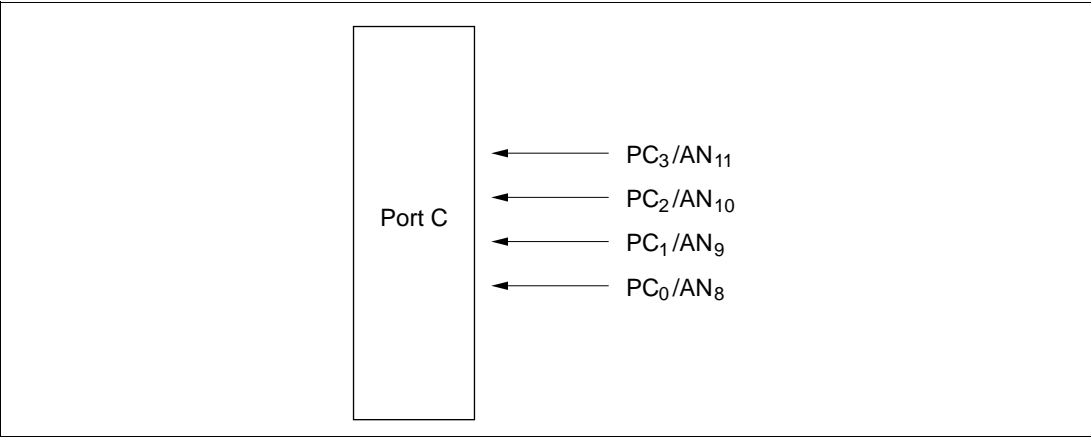 PC₃/AN₁₁
PC₂/AN₁₀
Port C
PC₁/AN₉
PC₀/AN₈